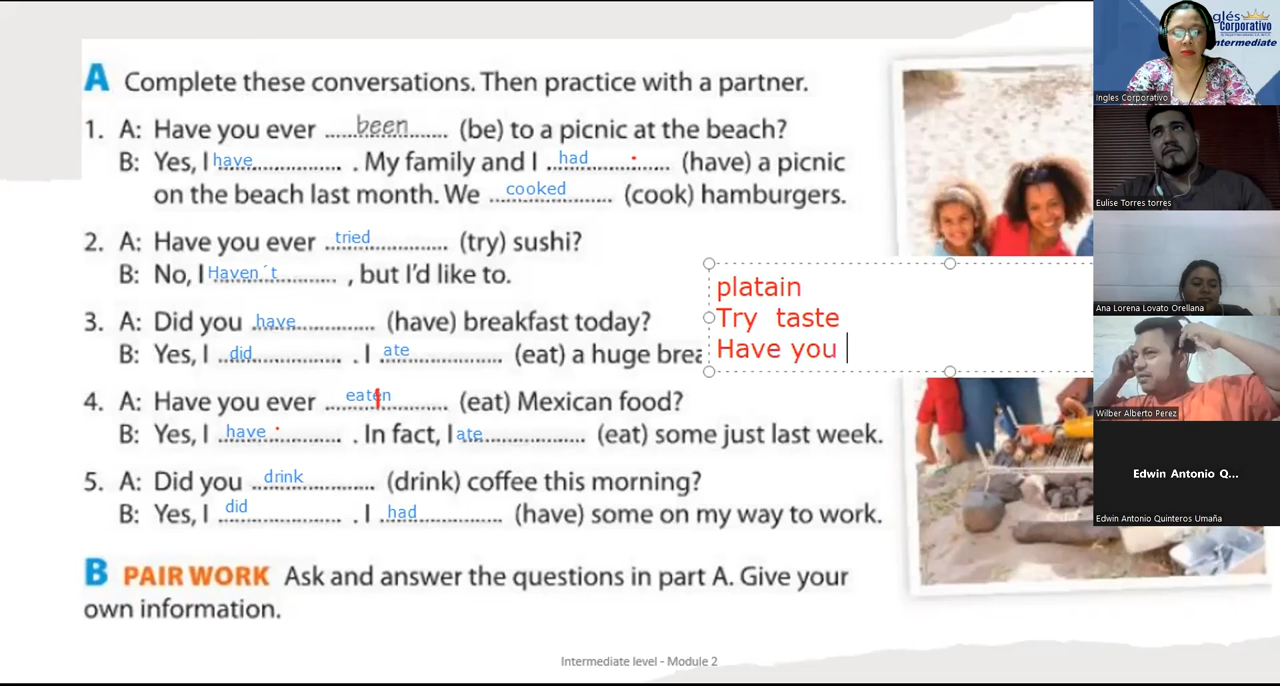 A Complete these conversations. Then practice with a partner.
1. A: Have you ever been (be) to a picnic at the beach?
B: Yes, I have . My family and I had (have) a picnic
on the beach last month. We cooked (cook) hamburgers.
2. A: Have you ever tried (try) sushi?
B: No, I Haven´t , but I'd like to.
3. A: Did you have (have) breakfast today?
B: Yes, I did . I ate (eat) a huge brea
4. A: Have you ever eaten (eat) Mexican food?
B: Yes, I have . In fact, I ate (eat) some just last week.
5. A: Did you drink (drink) coffee this morning?
B: Yes, I did . I had (have) some on my way to work.
B PAIR WORK Ask and answer the questions in part A. Give your
own information.
platain
Try taste
Have you
Intermediate level - Module 2
glés
Corporativo
ntermediate
Ingles Corporativo
Eulise Torres torres
Ana Lorena Lovato Orellana
Wilber Alberto Perez
Edwin Antonio Q...
Edwin Antonio Quinteros Umaña